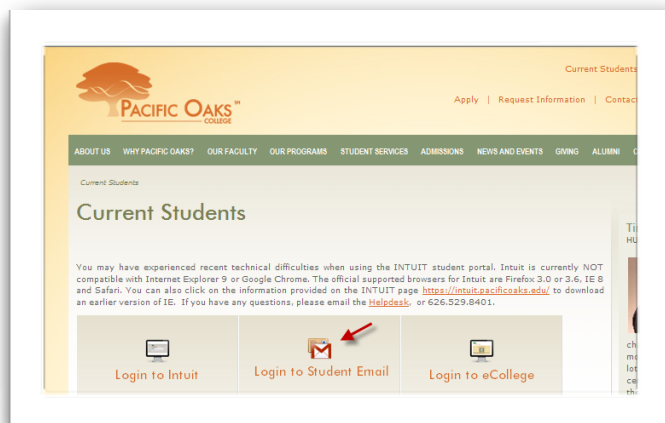 Current Students
Apply | Request Information | Contact
PACIFIC OAKS™
COLLEGE
ABOUT US WHY PACIFIC OAKS? OUR FACULTY OUR PROGRAMS STUDENT SERVICES ADMISSIONS NEWS AND EVENTS GIVING ALUMNI
Current Students
Current Students
You may have experienced recent technical difficulties when using the INTUIT student portal. Intuit is currently NOT
compatible with Internet Explorer 9 or Google Chrome. The official supported browsers for Intuit are Firefox 3.0 or 3.6, IE 8
and Safari. You can also click on the information provided on the INTUIT page https://intuit.pacificoaks.edu/ to download
an earlier version of IE. If you have any questions, please email the Helpdesk, or 626.529.8401.
Login to Intuit
Login to Student Email
Login to eCollege